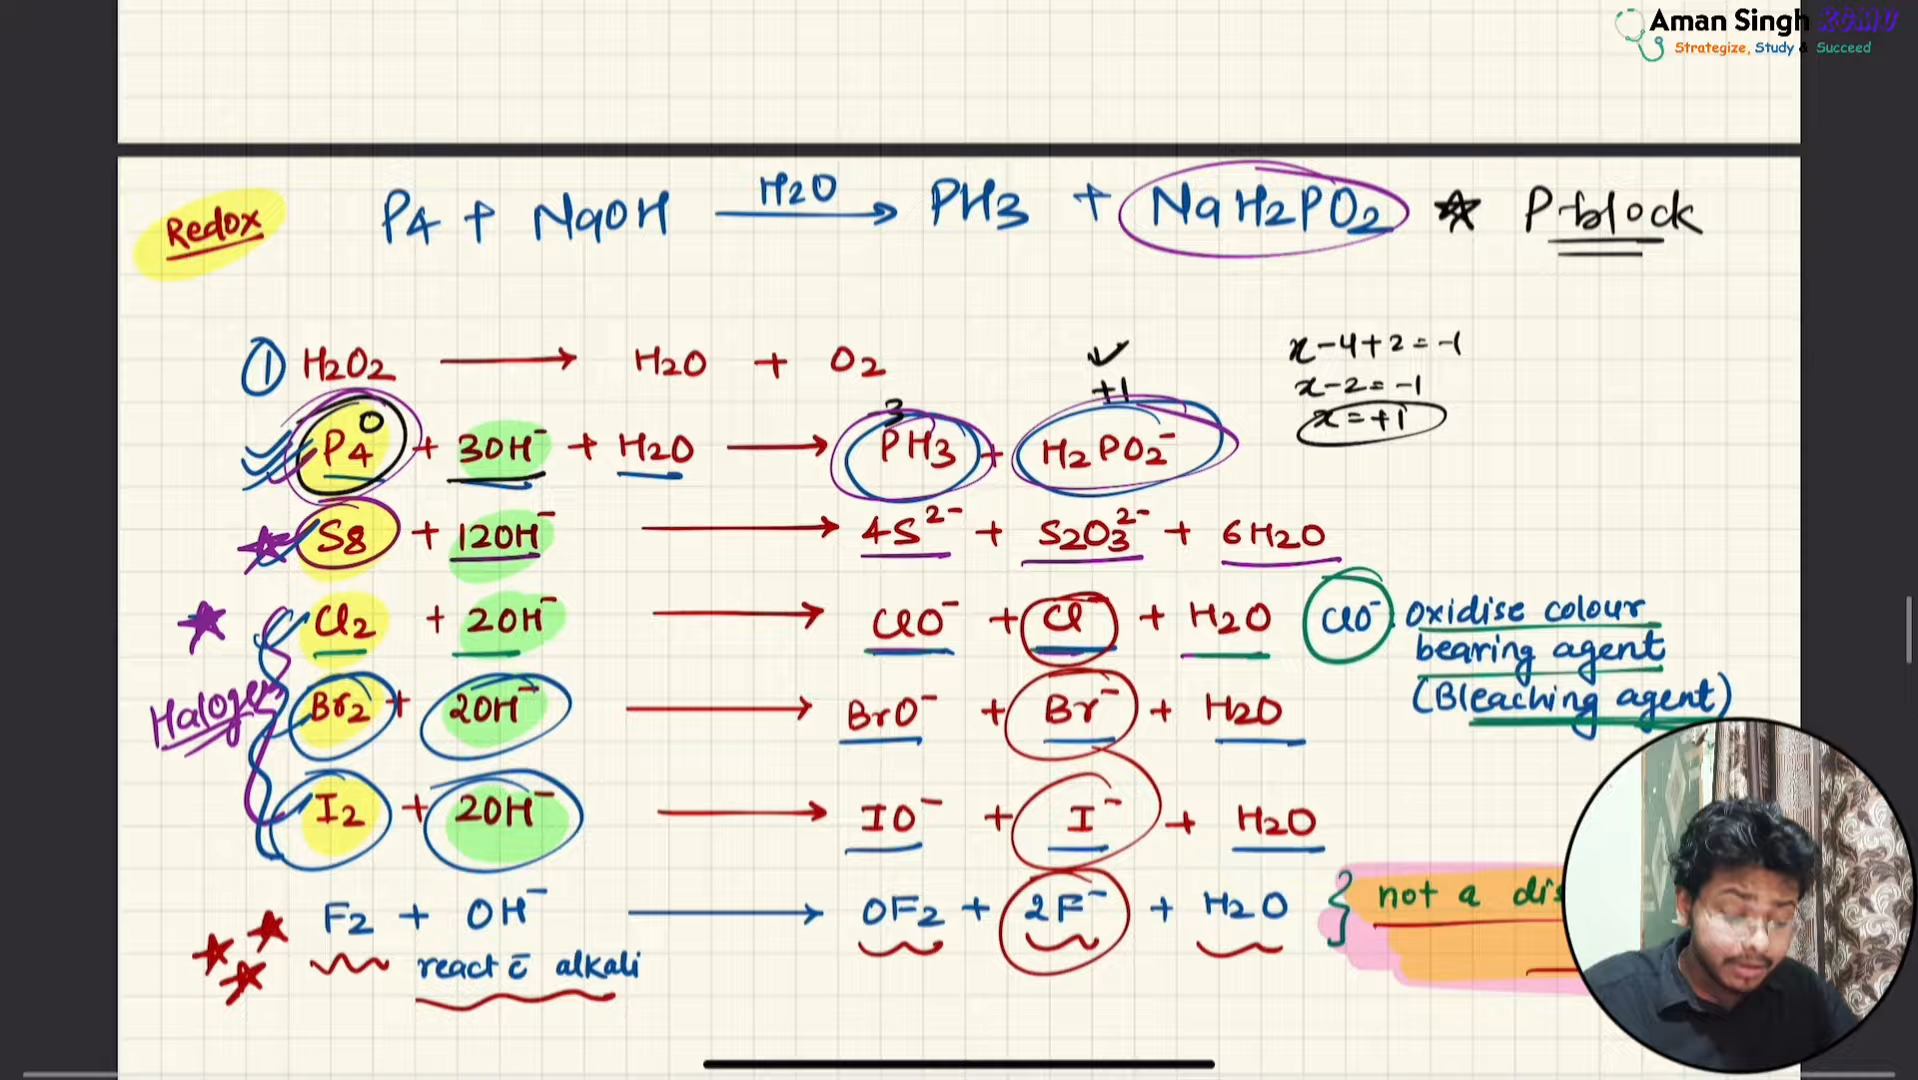 Aman Singh
Strategize, Study & Succeed
Redox P4 + NaOH H2O → PH3 + NaH2PO2 ☆ P-block
① H2O2 → H2O + O2
x-4+2=-1
x-2=-1
x=+1
0 3 ✓ +1
P4 + 3OH⁻ + H2O → PH3 + H2PO2⁻
S8 + 12OH⁻ → 4S²⁻ + S2O3²⁻ + 6H2O
Cl2 + 2OH⁻ → ClO⁻ + Cl⁻ + H2O
ClO⁻ : oxidise colour
bearing agent
(Bleaching agent)
Halogen
Br2 + 2OH⁻ → BrO⁻ + Br⁻ + H2O
I2 + 2OH⁻ → IO⁻ + I⁻ + H2O
F2 + OH⁻ → OF2 + 2F⁻ + H2O } not a dis
react c̄ alkali